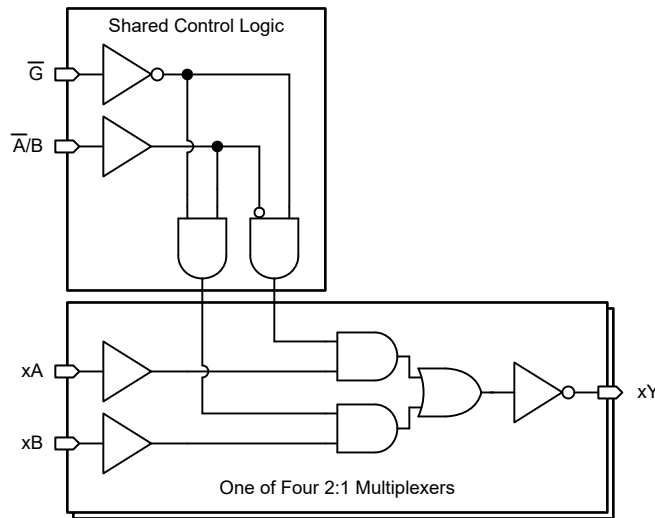 Shared Control Logic
G̅
A̅/B
xA
xB
xY
One of Four 2:1 Multiplexers